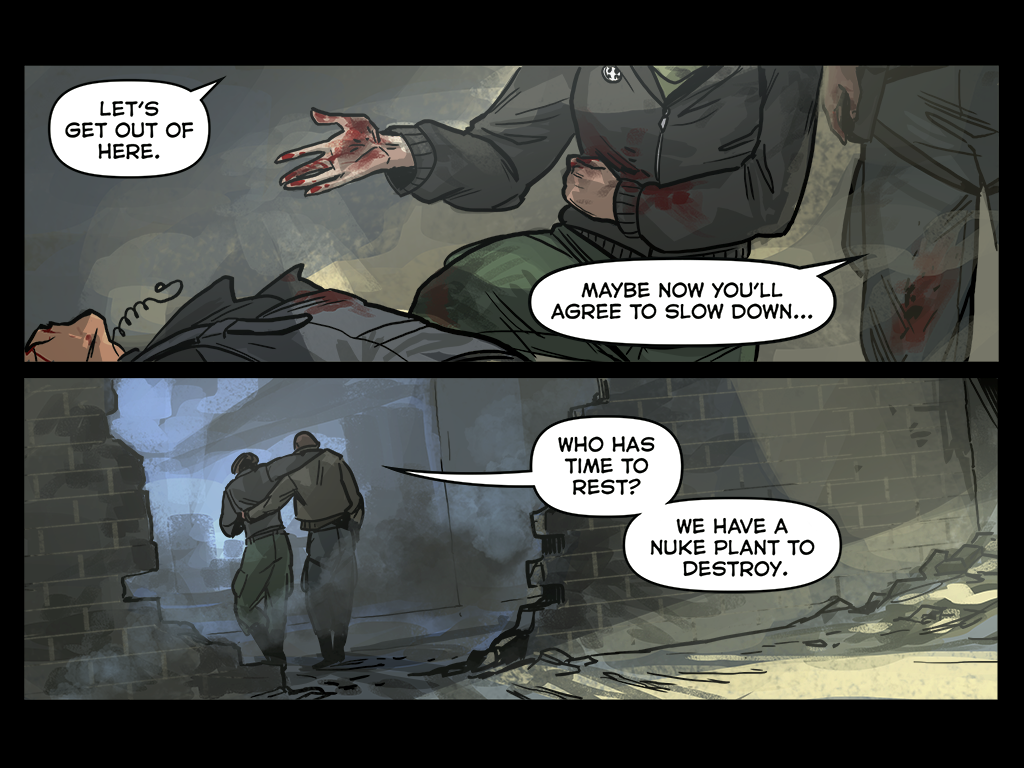 LET'S
GET OUT OF
HERE.
MAYBE NOW YOU'LL
AGREE TO SLOW DOWN...
WHO HAS
TIME TO
REST?
WE HAVE A
NUKE PLANT TO
DESTROY.